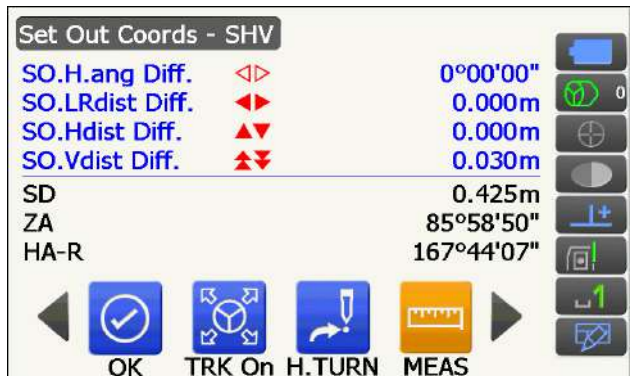 Set Out Coords - SHV
SO.H.ang Diff. 0°00'00"
SO.LRdist Diff. 0.000m
SO.Hdist Diff. 0.000m
SO.Vdist Diff. 0.030m
SD 0.425m
ZA 85°58'50"
HA-R 167°44'07"
OK TRK On H.TURN MEAS
0
1